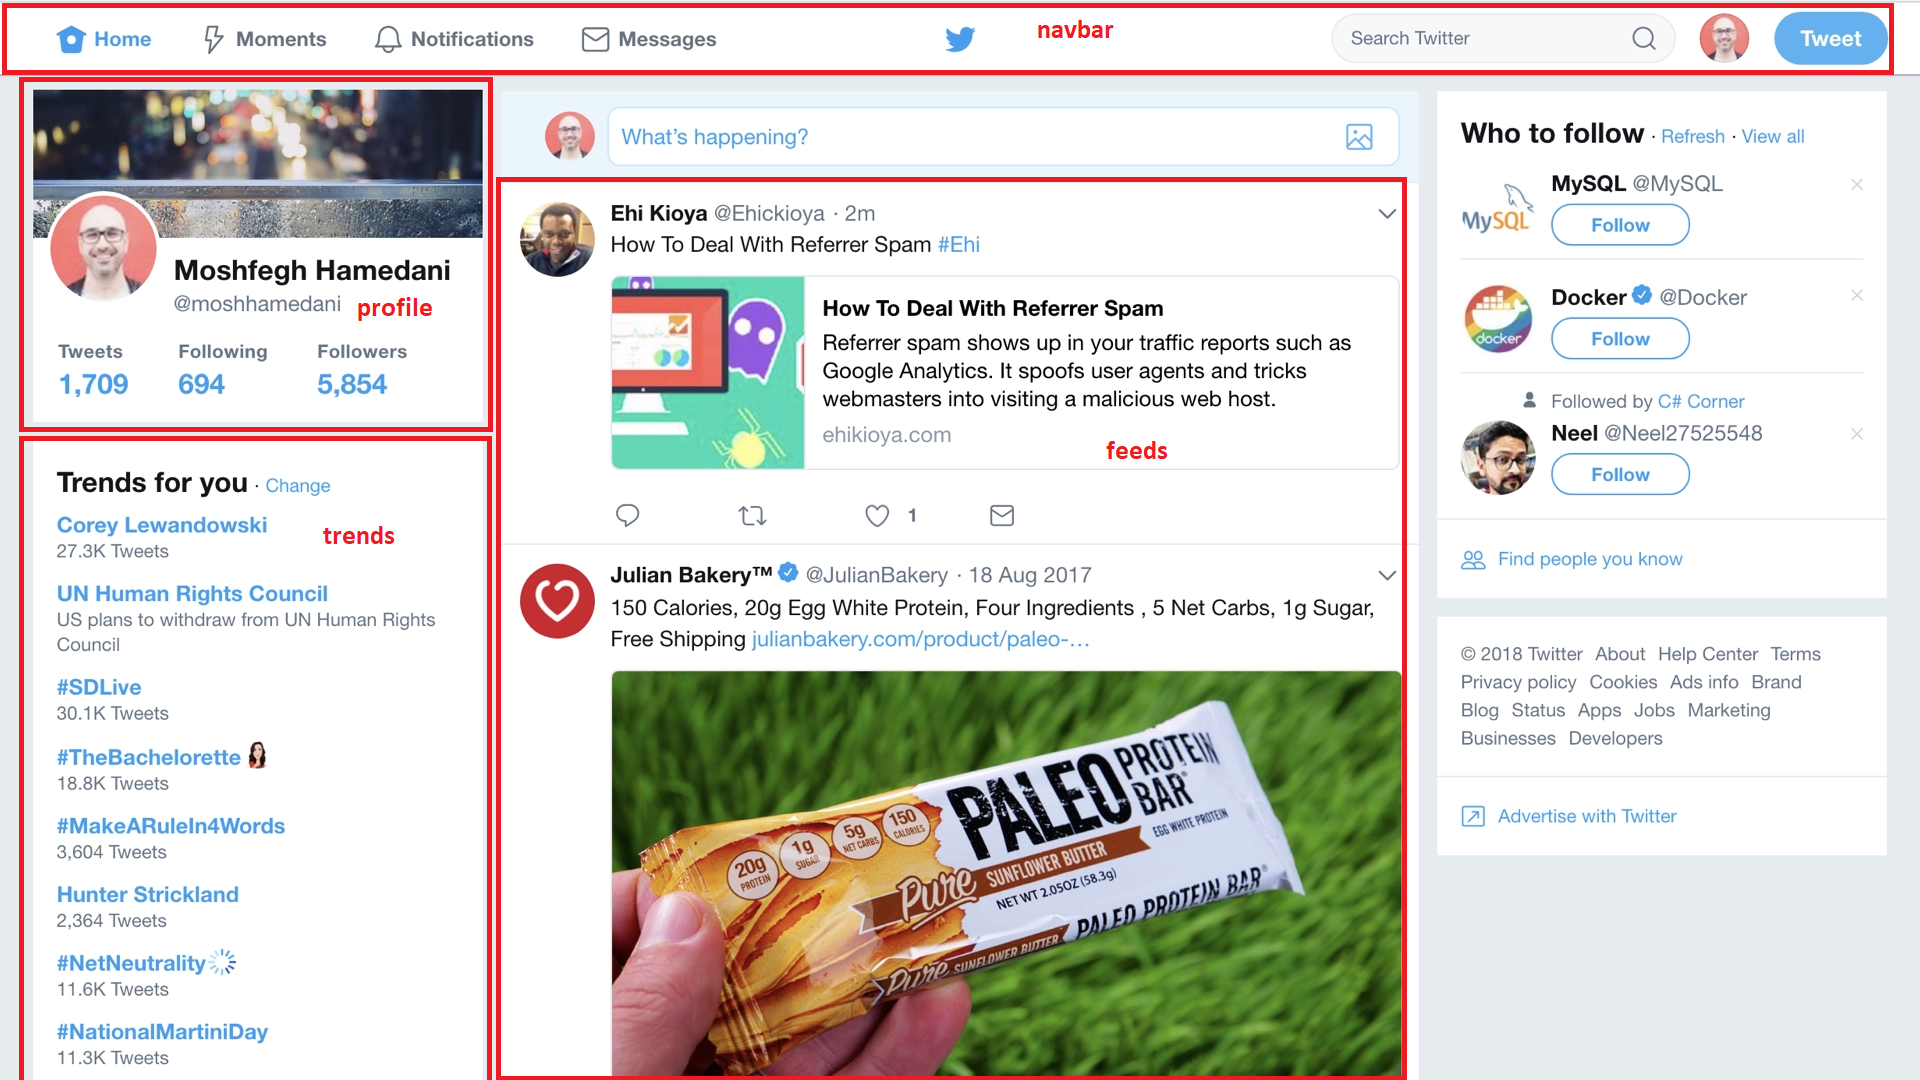 Home
Moments
Notifications
Messages
navbar
Search Twitter
Tweet
Moshfegh Hamedani
@moshhamedani
profile
Tweets Following Followers
1,709 694 5,854
Trends for you · Change
trends
Corey Lewandowski
27.3K Tweets
UN Human Rights Council
US plans to withdraw from UN Human Rights
Council
#SDLive
30.1K Tweets
#TheBachelorette
18.8K Tweets
#MakeARuleIn4Words
3,604 Tweets
Hunter Strickland
2,364 Tweets
#NetNeutrality
11.6K Tweets
#NationalMartiniDay
11.3K Tweets
What's happening?
Ehi Kioya @Ehickioya · 2m
How To Deal With Referrer Spam #Ehi
How To Deal With Referrer Spam
Referrer spam shows up in your traffic reports such as
Google Analytics. It spoofs user agents and tricks
webmasters into visiting a malicious web host.
ehikioya.com
feeds
1
Julian Bakery™ @JulianBakery · 18 Aug 2017
150 Calories, 20g Egg White Protein, Four Ingredients , 5 Net Carbs, 1g Sugar,
Free Shipping julianbakery.com/product/paleo-…
PALEO PROTEIN
BAR
EGG WHITE PROTEIN
20g
PROTEIN
1g
SUGAR
5g
NET CARBS
150
CALORIES
Pure SUNFLOWER BUTTER
NET WT 2.05OZ (58.3g)
PALEO PROTEIN BAR
Pure SUNFLOWER BUTTER
Who to follow · Refresh · View all
MySQL
MySQL @MySQL
Follow
docker
Docker @Docker
Follow
Followed by C# Corner
Neel @Neel27525548
Follow
Find people you know
© 2018 Twitter About Help Center Terms
Privacy policy Cookies Ads info Brand
Blog Status Apps Jobs Marketing
Businesses Developers
Advertise with Twitter